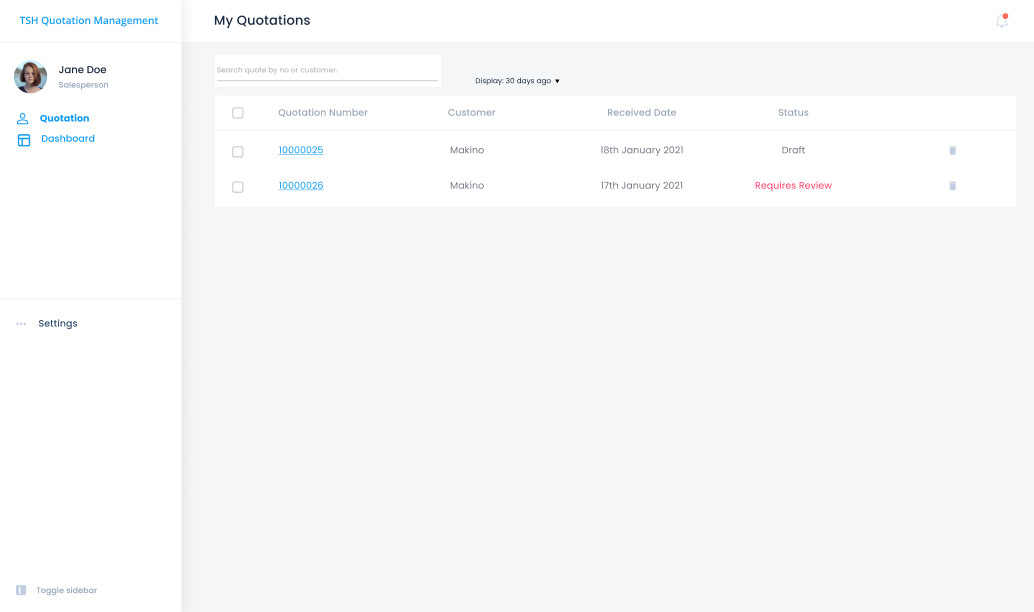 TSH Quotation Management
My Quotations
Jane Doe
Salesperson
Quotation
Dashboard
Settings
Toggle sidebar
Search quote by no or customer.
Display: 30 days ago ▼
Quotation Number Customer Received Date Status
10000025 Makino 18th January 2021 Draft
10000026 Makino 17th January 2021 Requires Review